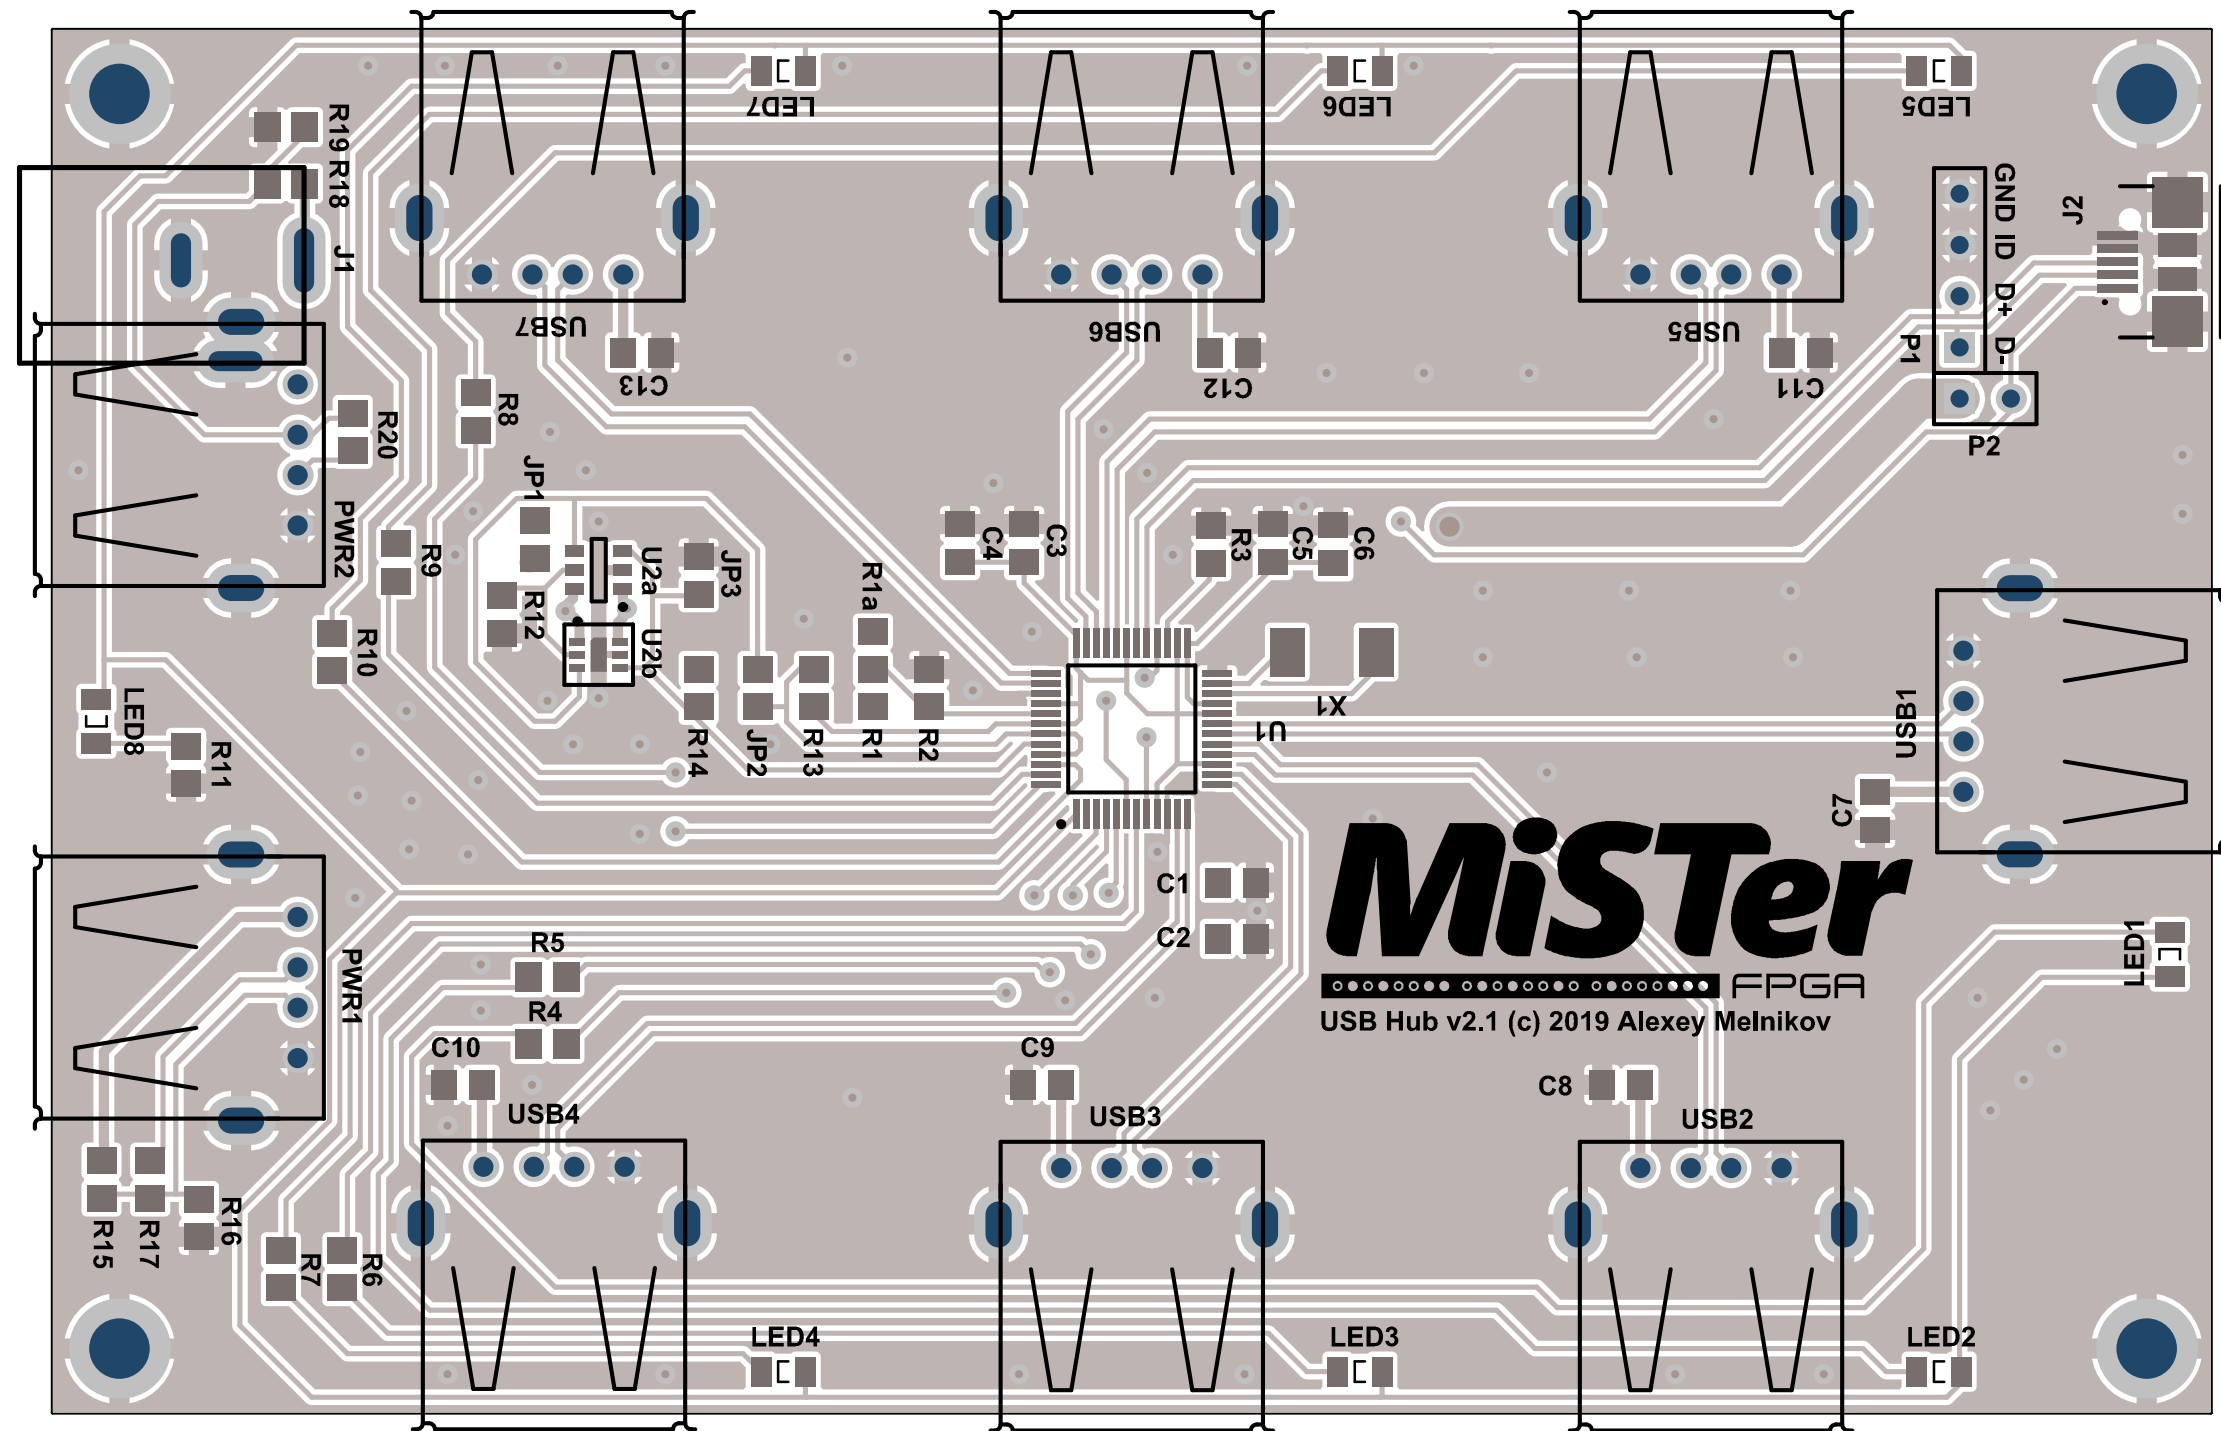 LED7
LED6
LED5
R19
R18
J1
GND
ID
D+
D-
J2
USB7
USB6
USB5
P1
C13
C12
C11
P2
R8
R20
PWR2
JP1
R9
U2a
JP3
R12
U2b
R1a
C4
C3
R3
C5
C6
R10
LED8
R11
R14
JP2
R13
R1
R2
X1
U1
USB1
C7
MiSTer
FPGA
USB Hub v2.1 (c) 2019 Alexey Melnikov
C1
C2
LED1
PWR1
R5
R4
C10
C9
C8
USB4
USB3
USB2
R15
R17
R16
R7
R6
LED4
LED3
LED2